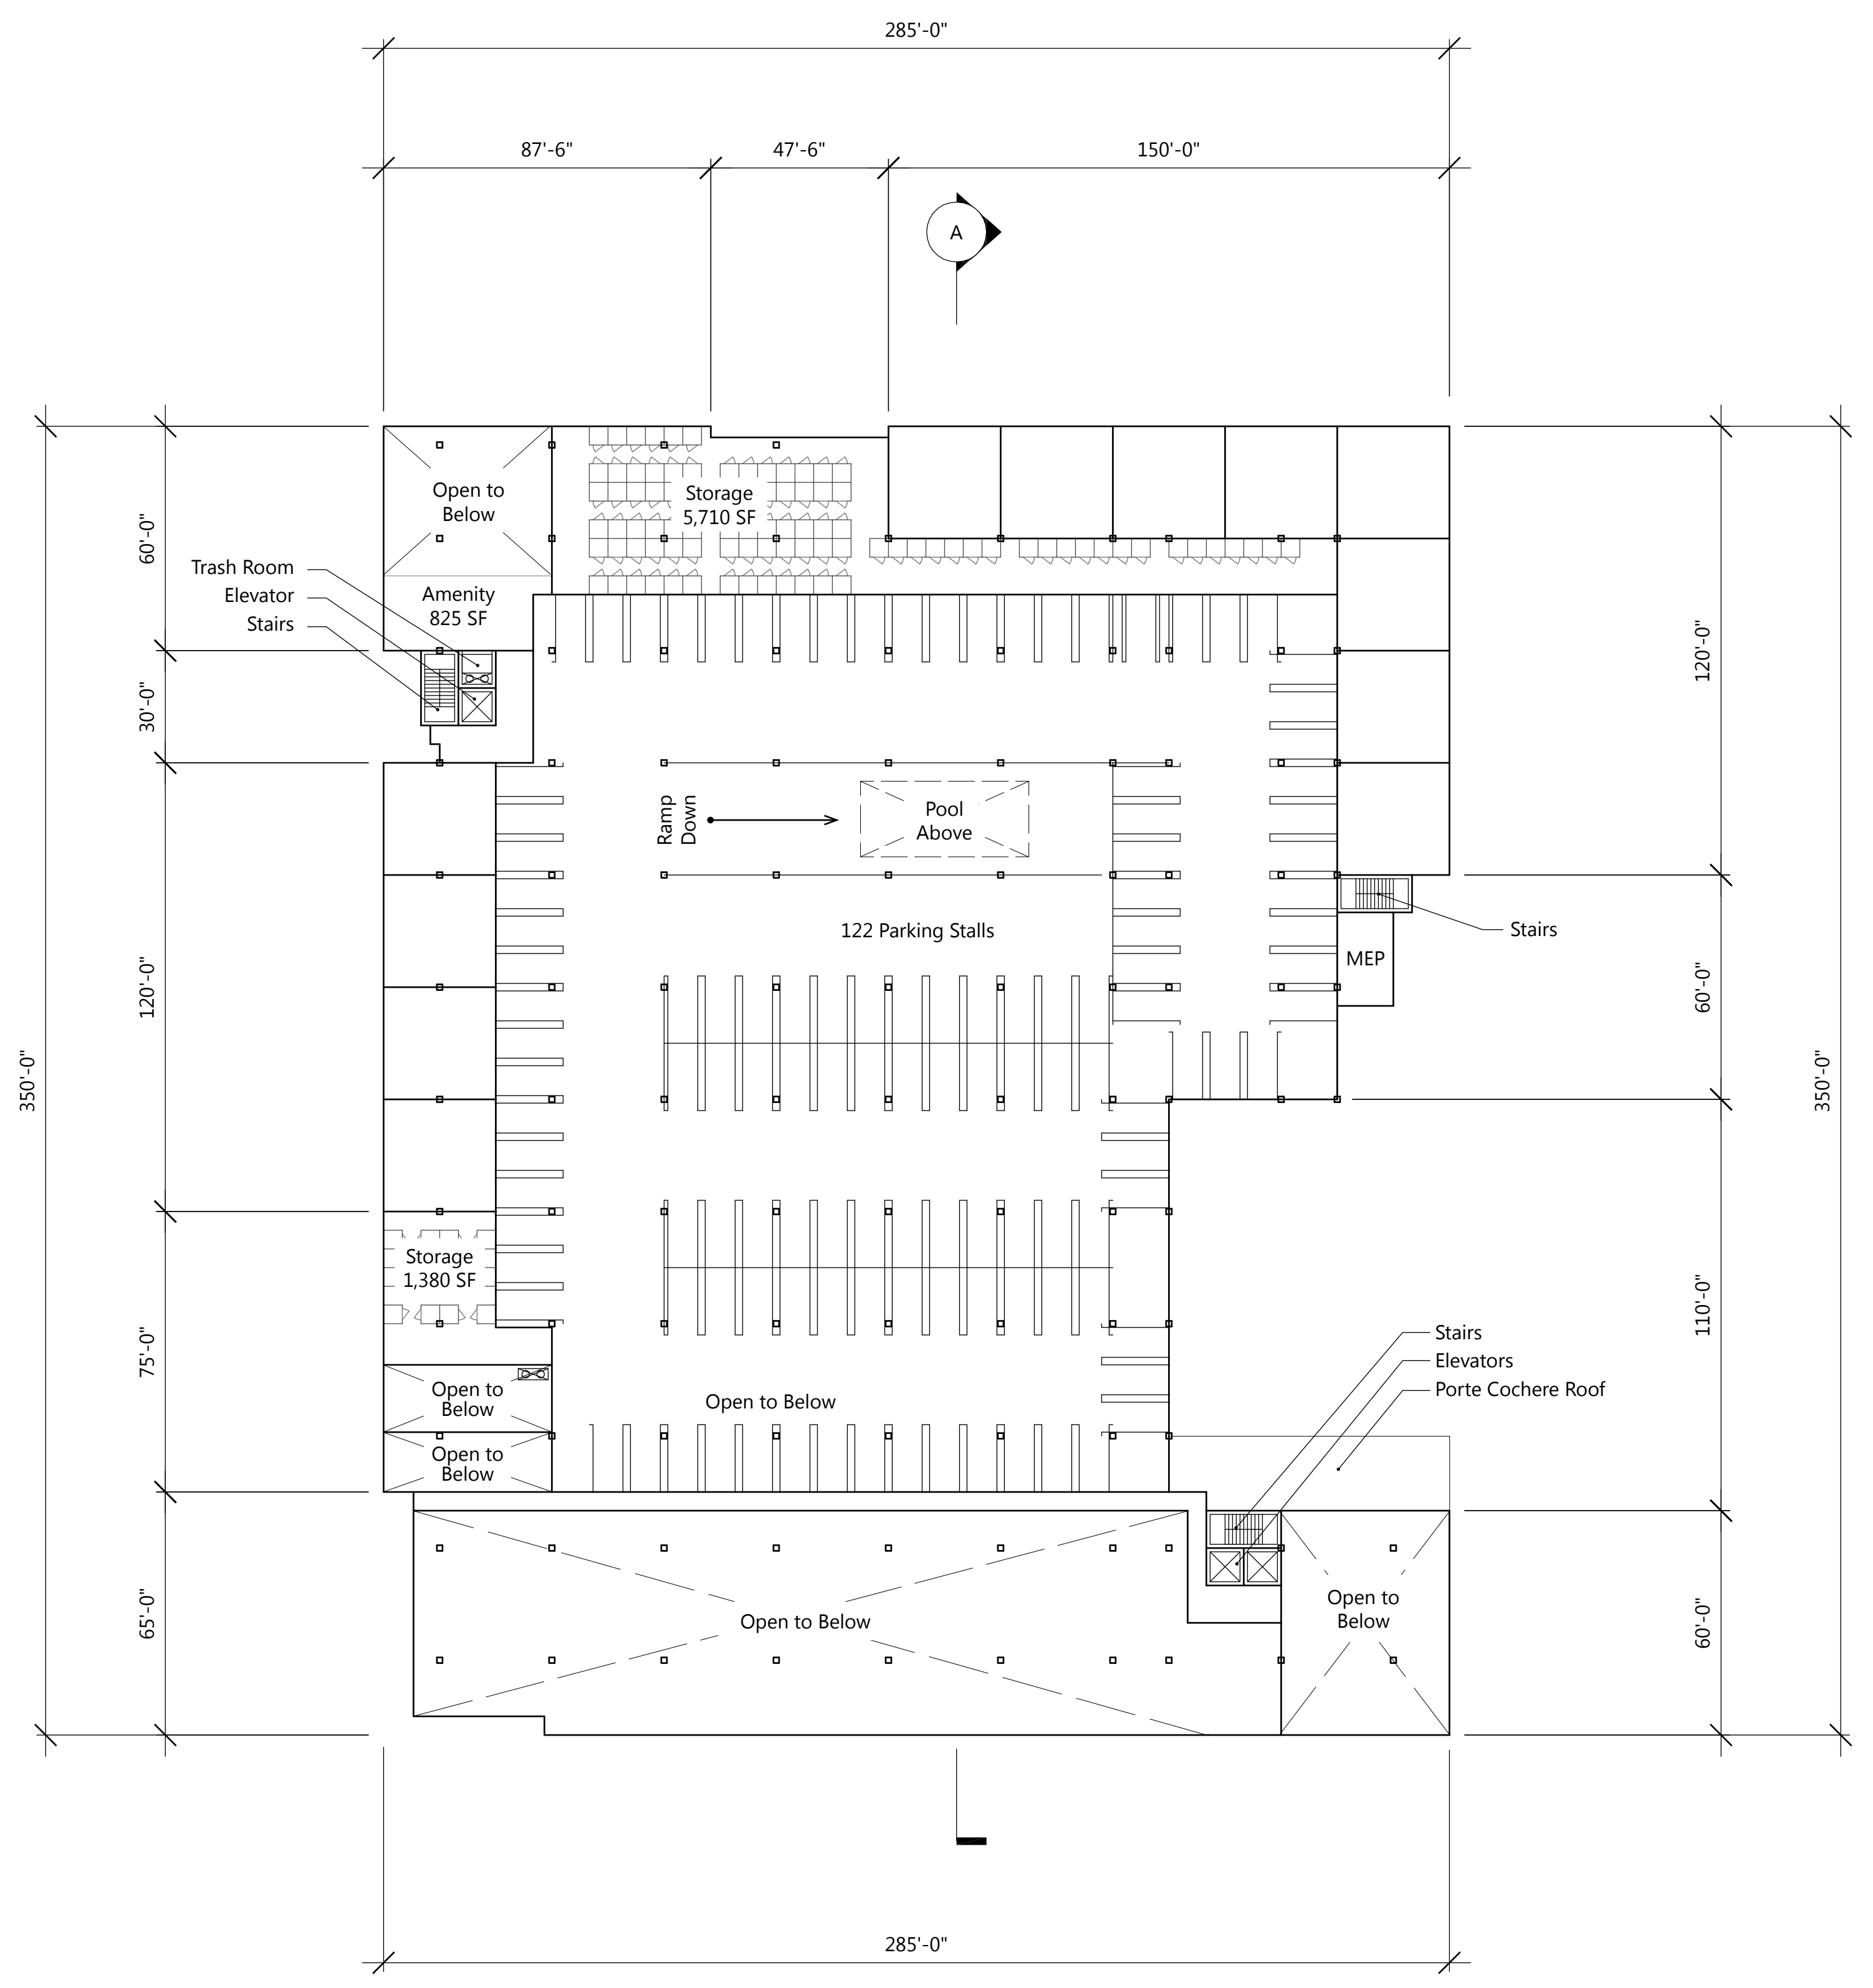 285'-0"
87'-6"
47'-6"
150'-0"
A
Open to
Below
Storage
5,710 SF
60'-0"
Trash Room
Elevator
Stairs
Amenity
825 SF
30'-0"
120'-0"
Ramp
Down
Pool
Above
122 Parking Stalls
Stairs
MEP
120'-0"
60'-0"
350'-0"
350'-0"
Storage
1,380 SF
110'-0"
75'-0"
Stairs
Elevators
Porte Cochere Roof
Open to
Below
Open to Below
Open to
Below
65'-0"
Open to Below
Open to
Below
60'-0"
285'-0"